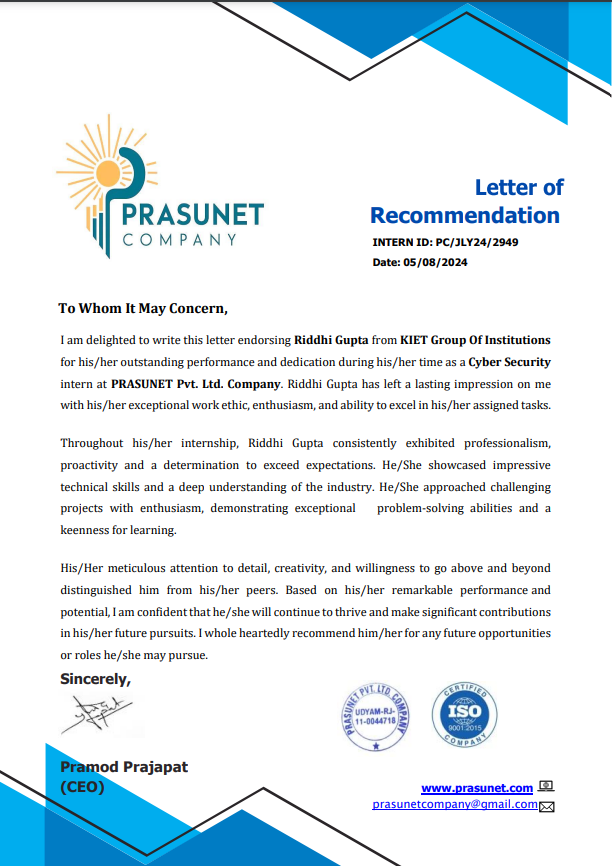 PRASUNET
COMPANY
Letter of
Recommendation
INTERN ID: PC/JLY24/2949
Date: 05/08/2024
To Whom It May Concern,
I am delighted to write this letter endorsing Riddhi Gupta from KIET Group Of Institutions
for his/her outstanding performance and dedication during his/her time as a Cyber Security
intern at PRASUNET Pvt. Ltd. Company. Riddhi Gupta has left a lasting impression on me
with his/her exceptional work ethic, enthusiasm, and ability to excel in his/her assigned tasks.
Throughout his/her internship, Riddhi Gupta consistently exhibited professionalism,
proactivity and a determination to exceed expectations. He/She showcased impressive
technical skills and a deep understanding of the industry. He/She approached challenging
projects with enthusiasm, demonstrating exceptional problem-solving abilities and a
keenness for learning.
His/Her meticulous attention to detail, creativity, and willingness to go above and beyond
distinguished him from his/her peers. Based on his/her remarkable performance and
potential, I am confident that he/she will continue to thrive and make significant contributions
in his/her future pursuits. I whole heartedly recommend him/her for any future opportunities
or roles he/she may pursue.
Sincerely,
PRASUNET PVT. LTD. COMPANY
UDYAM-RJ-
11-0044718
CERTIFIED
ISO
9001:2015
COMPANY
Pramod Prajapat
(CEO)
www.prasunet.com
prasunetcompany@gmail.com